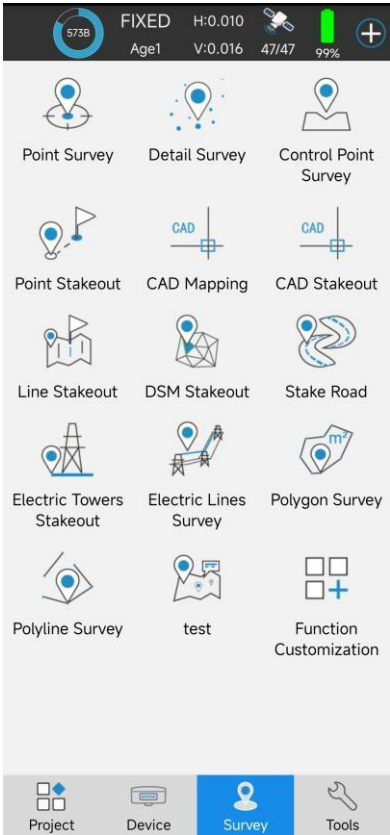 573B
FIXED H:0.010
Age1 V:0.016 47/47 99%
Point Survey Detail Survey Control Point
Survey
CAD CAD
Point Stakeout CAD Mapping CAD Stakeout
Line Stakeout DSM Stakeout Stake Road
m²
Electric Towers Electric Lines Polygon Survey
Stakeout Survey
Polyline Survey test Function
Customization
Project Device Survey Tools